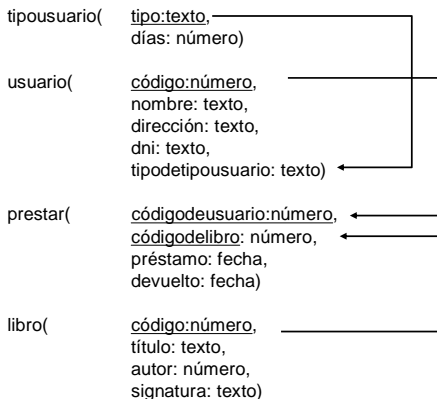 tipousuario( tipo:texto,
días: número)
usuario( código:número,
nombre: texto,
dirección: texto,
dni: texto,
tipodetipousuario: texto)
prestar( códigodeusuario:número,
códigodelibro: número,
préstamo: fecha,
devuelto: fecha)
libro( código:número,
título: texto,
autor: número,
signatura: texto)